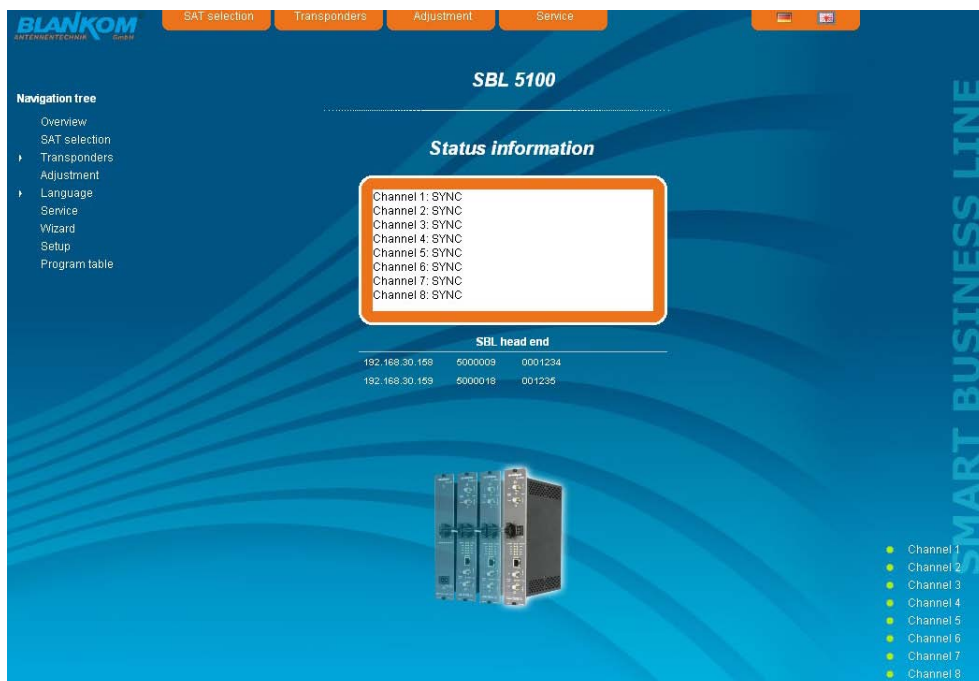 BLANKOM
ANTENNENTECHNIK GmbH
SAT selection
Transponders
Adjustment
Service
SBL 5100
Navigation tree
Overview
SAT selection
Transponders
Adjustment
Language
Service
Wizard
Setup
Program table
Status information
Channel 1: SYNC
Channel 2: SYNC
Channel 3: SYNC
Channel 4: SYNC
Channel 5: SYNC
Channel 6: SYNC
Channel 7: SYNC
Channel 8: SYNC
SBL head end
192.168.30.158 5000009 0001234
192.168.30.159 5000018 001235
SMART BUSINESS LINE
Channel 1
Channel 2
Channel 3
Channel 4
Channel 5
Channel 6
Channel 7
Channel 8